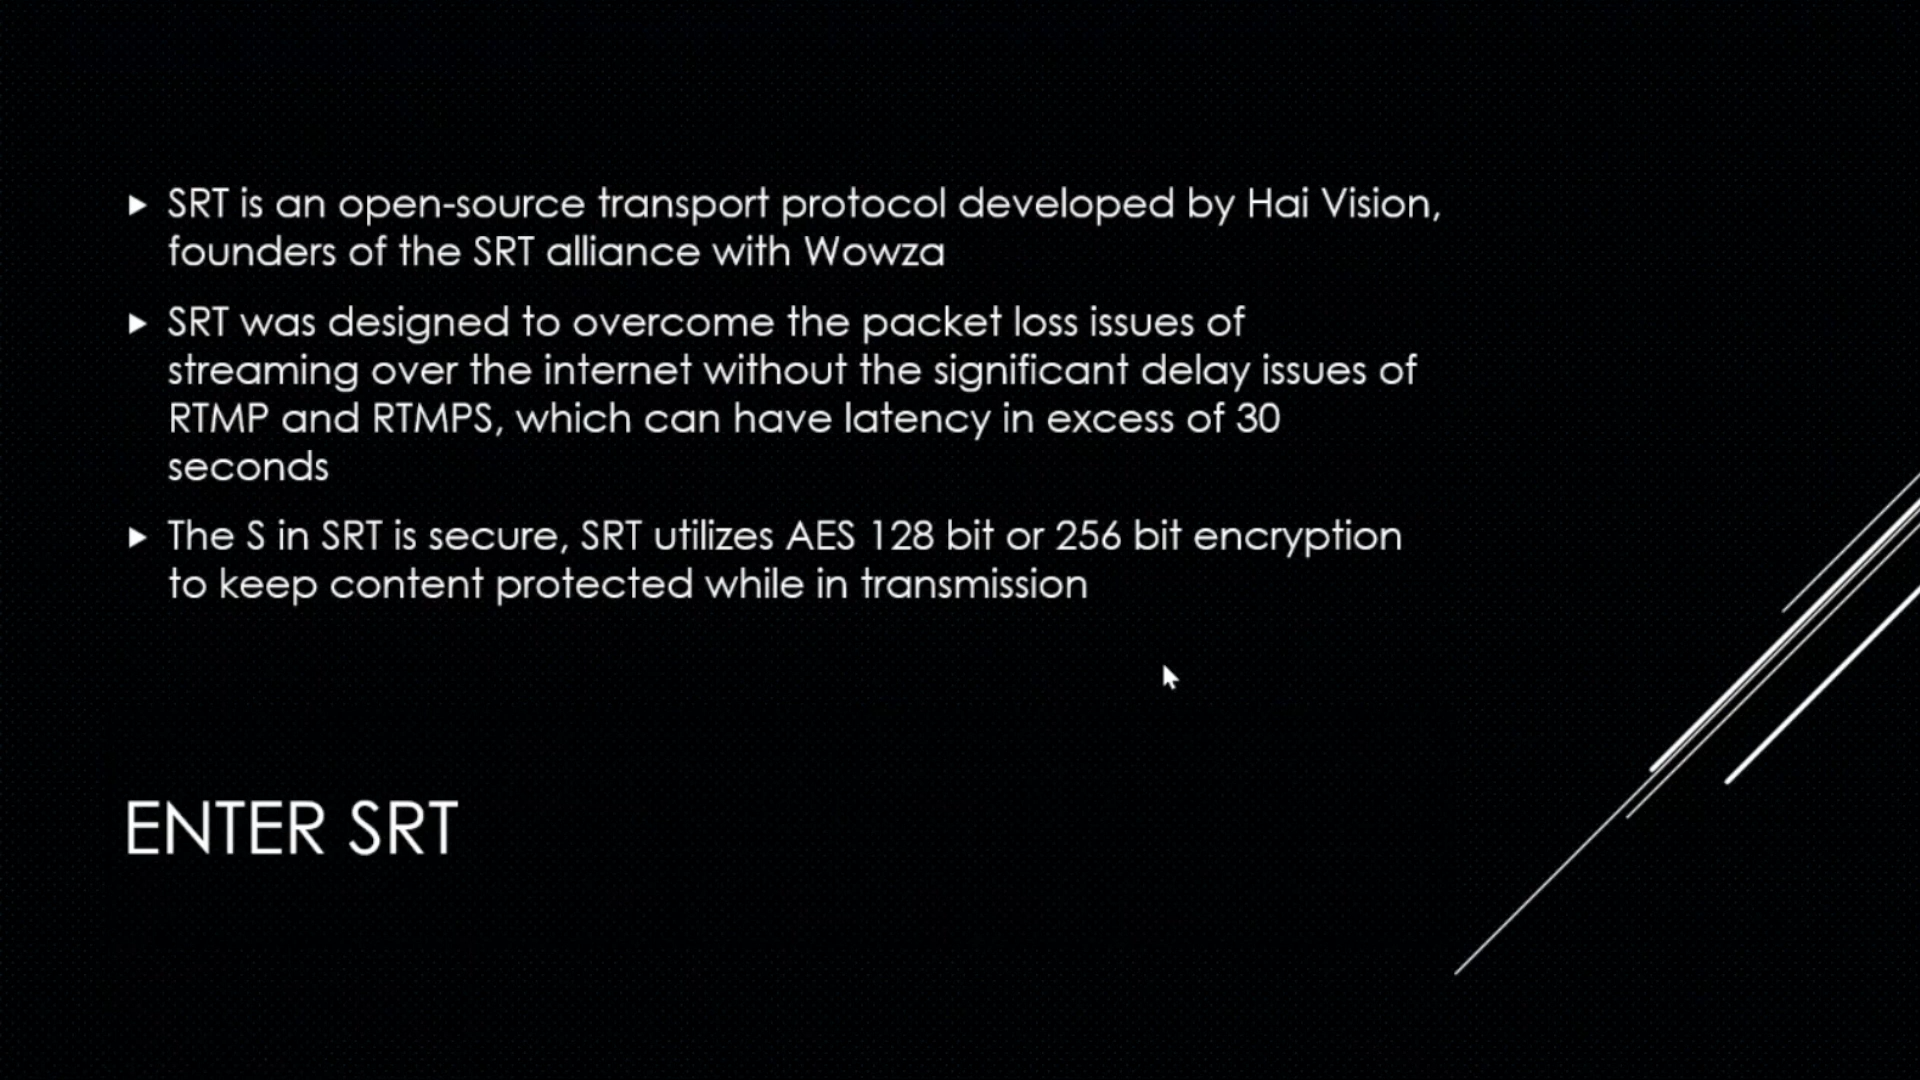 SRT is an open-source transport protocol developed by Hai Vision,
founders of the SRT alliance with Wowza
SRT was designed to overcome the packet loss issues of
streaming over the internet without the significant delay issues of
RTMP and RTMPS, which can have latency in excess of 30
seconds
The S in SRT is secure, SRT utilizes AES 128 bit or 256 bit encryption
to keep content protected while in transmission
ENTER SRT